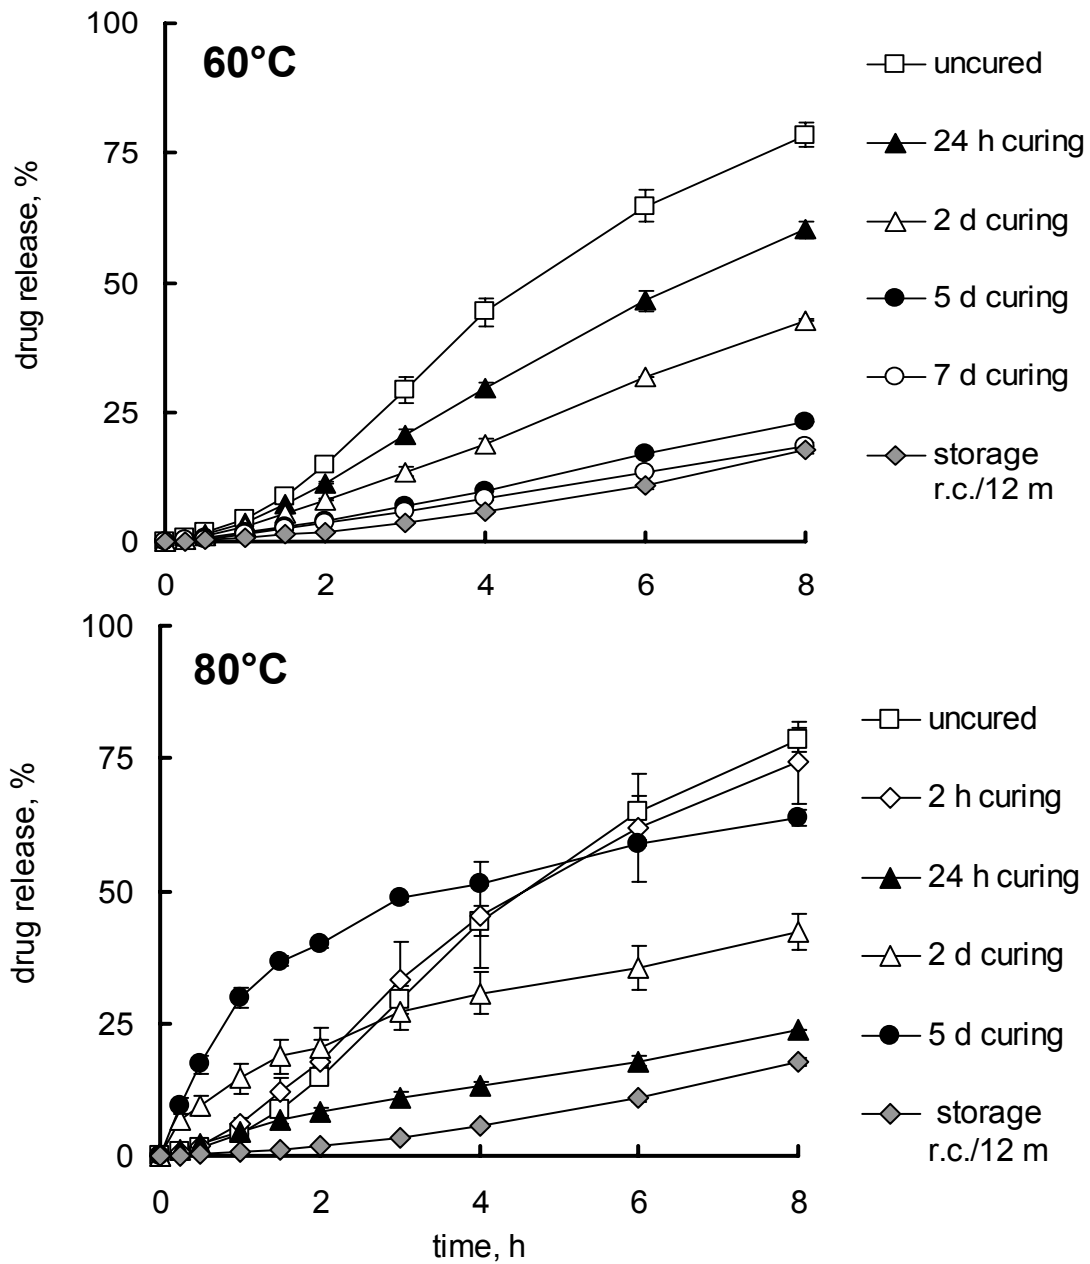 100
60°C
75
50
25
0
drug release, %
0 2 4 6 8
uncured
24 h curing
2 d curing
5 d curing
7 d curing
storage
r.c./12 m
100
80°C
75
50
25
0
drug release, %
0 2 4 6 8
time, h
uncured
2 h curing
24 h curing
2 d curing
5 d curing
storage
r.c./12 m